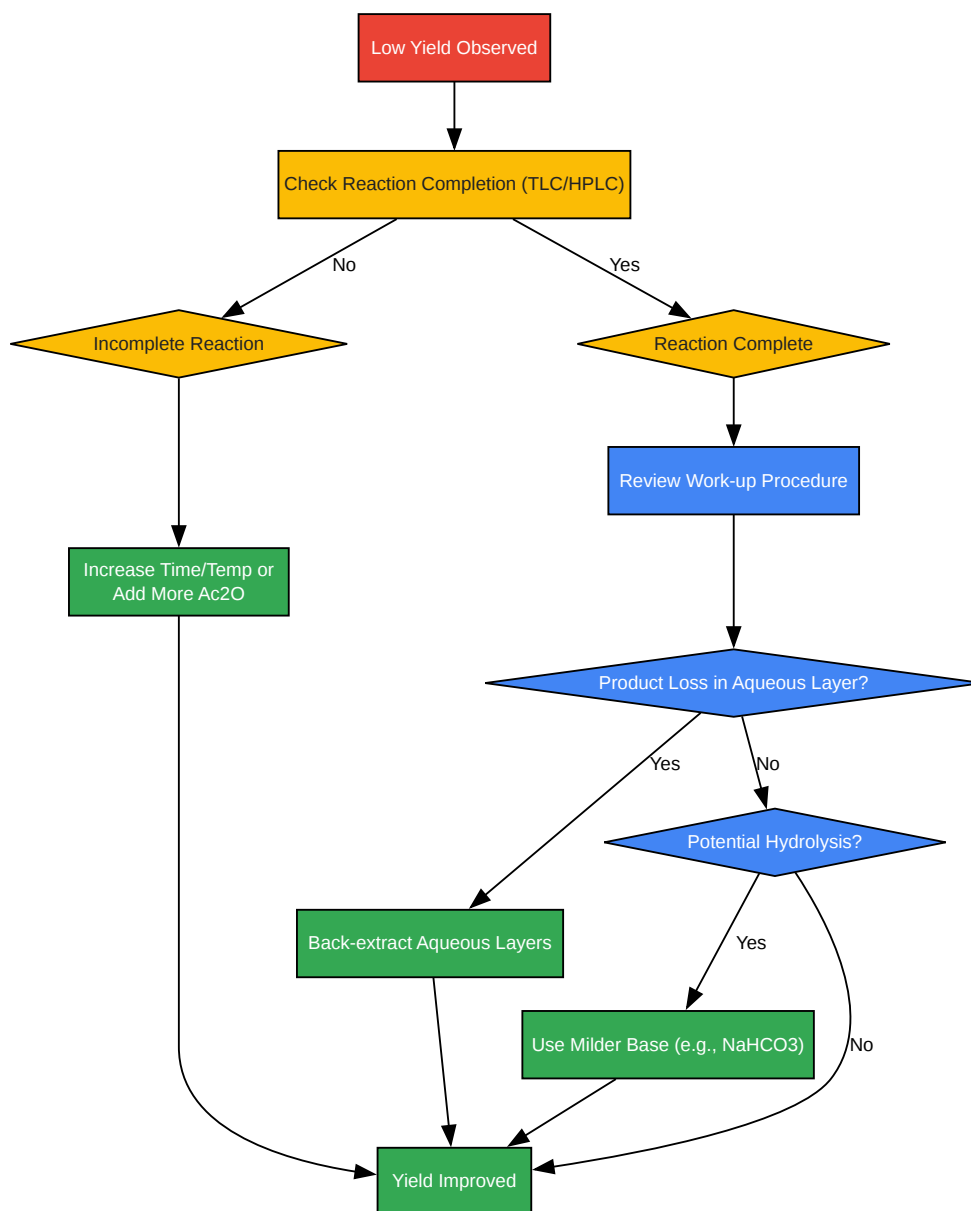 Low Yield Observed
Check Reaction Completion (TLC/HPLC)
No
Yes
Incomplete Reaction
Reaction Complete
Review Work-up Procedure
Increase Time/Temp or
Add More Ac2O
Product Loss in Aqueous Layer?
Yes
No
Potential Hydrolysis?
Back-extract Aqueous Layers
Yes
Use Milder Base (e.g., NaHCO3)
No
Yield Improved